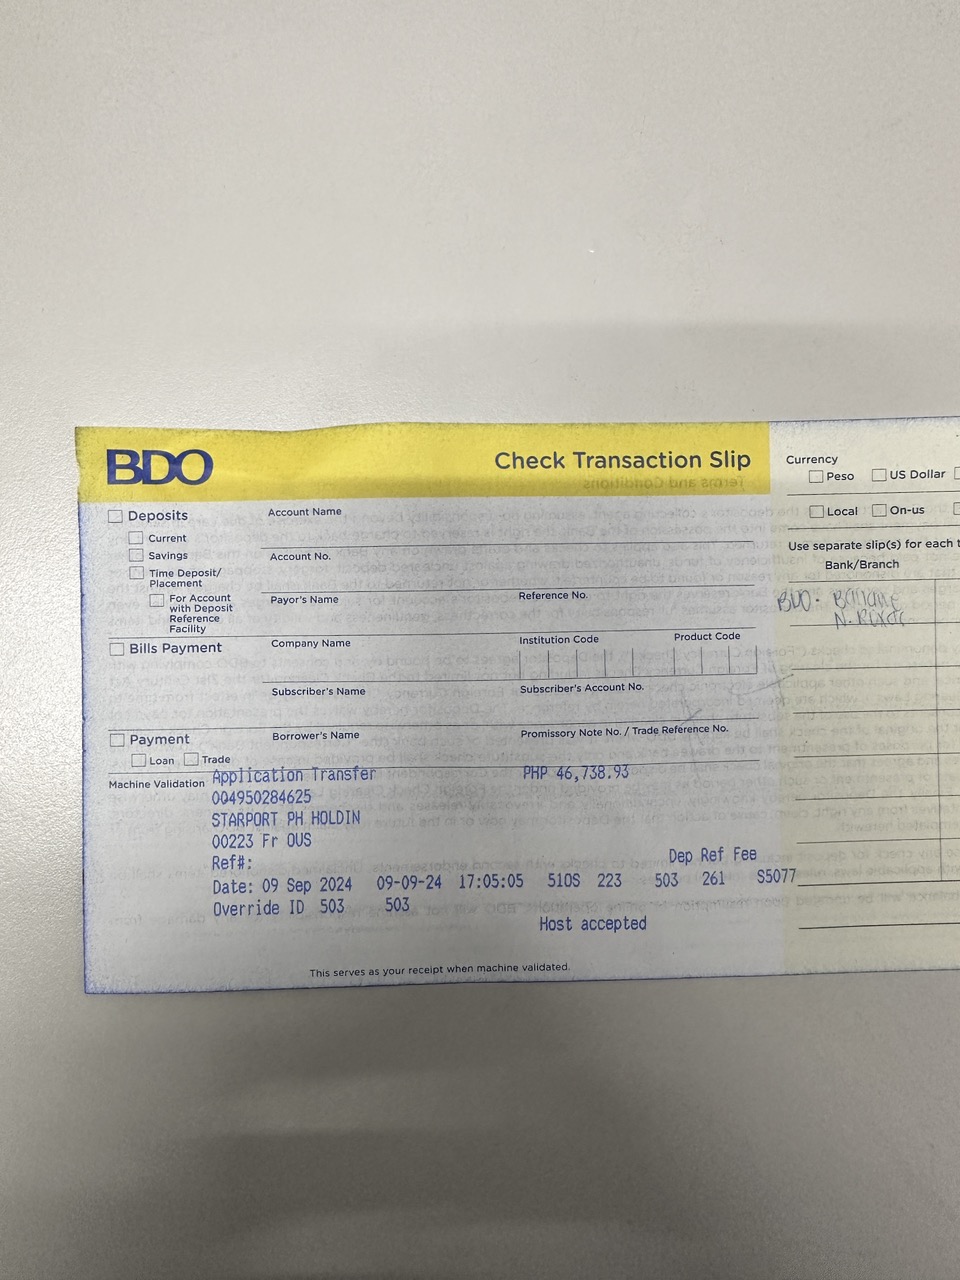 BDO
Check Transaction Slip
Currency
Peso
US Dollar
Local
On-us
Use separate slip(s) for each t
Bank/Branch
BDO -
Deposits
Current
Savings
Time Deposit/
Placement
For Account
with Deposit
Reference
Facility
Account Name
Account No.
Payor's Name
Reference No.
Bills Payment
Company Name
Institution Code
Product Code
Subscriber's Name
Subscriber's Account No.
Payment
Loan
Trade
Borrower's Name
Promissory Note No. / Trade Reference No.
Machine Validation
Application Transfer PHP 46,738.93
004950284625
STARPORT PH HOLDIN
00223 Fr OUS
Ref#: Dep Ref Fee
Date: 09 Sep 2024 09-09-24 17:05:05 510S 223 503 261 S5077
Override ID 503 503
Host accepted
This serves as your receipt when machine validated.